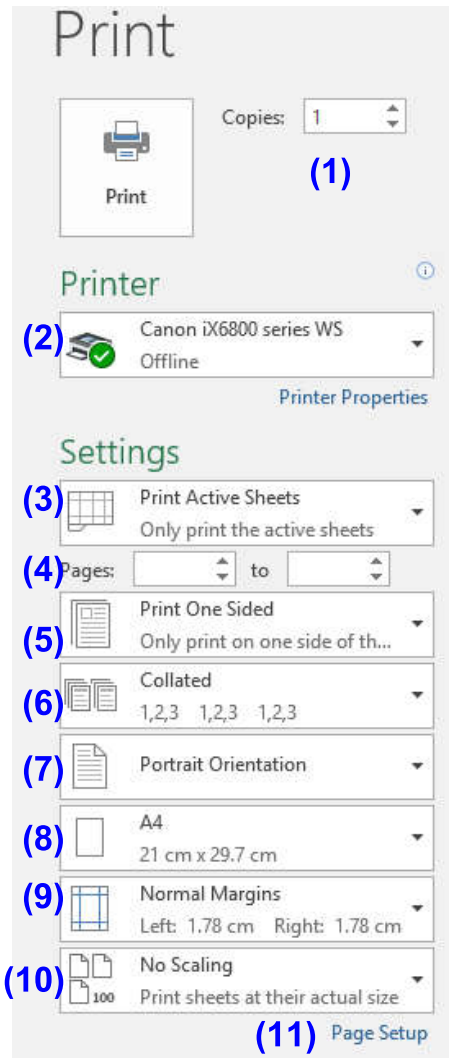 Print
Copies: 1
(1)
Print
Printer
(2) Canon iX6800 series WS
Offline
Printer Properties
Settings
(3) Print Active Sheets
Only print the active sheets
(4) Pages: to
(5) Print One Sided
Only print on one side of th...
(6) Collated
1,2,3 1,2,3 1,2,3
(7) Portrait Orientation
(8) A4
21 cm x 29.7 cm
(9) Normal Margins
Left: 1.78 cm Right: 1.78 cm
(10) No Scaling
100 Print sheets at their actual size
(11) Page Setup